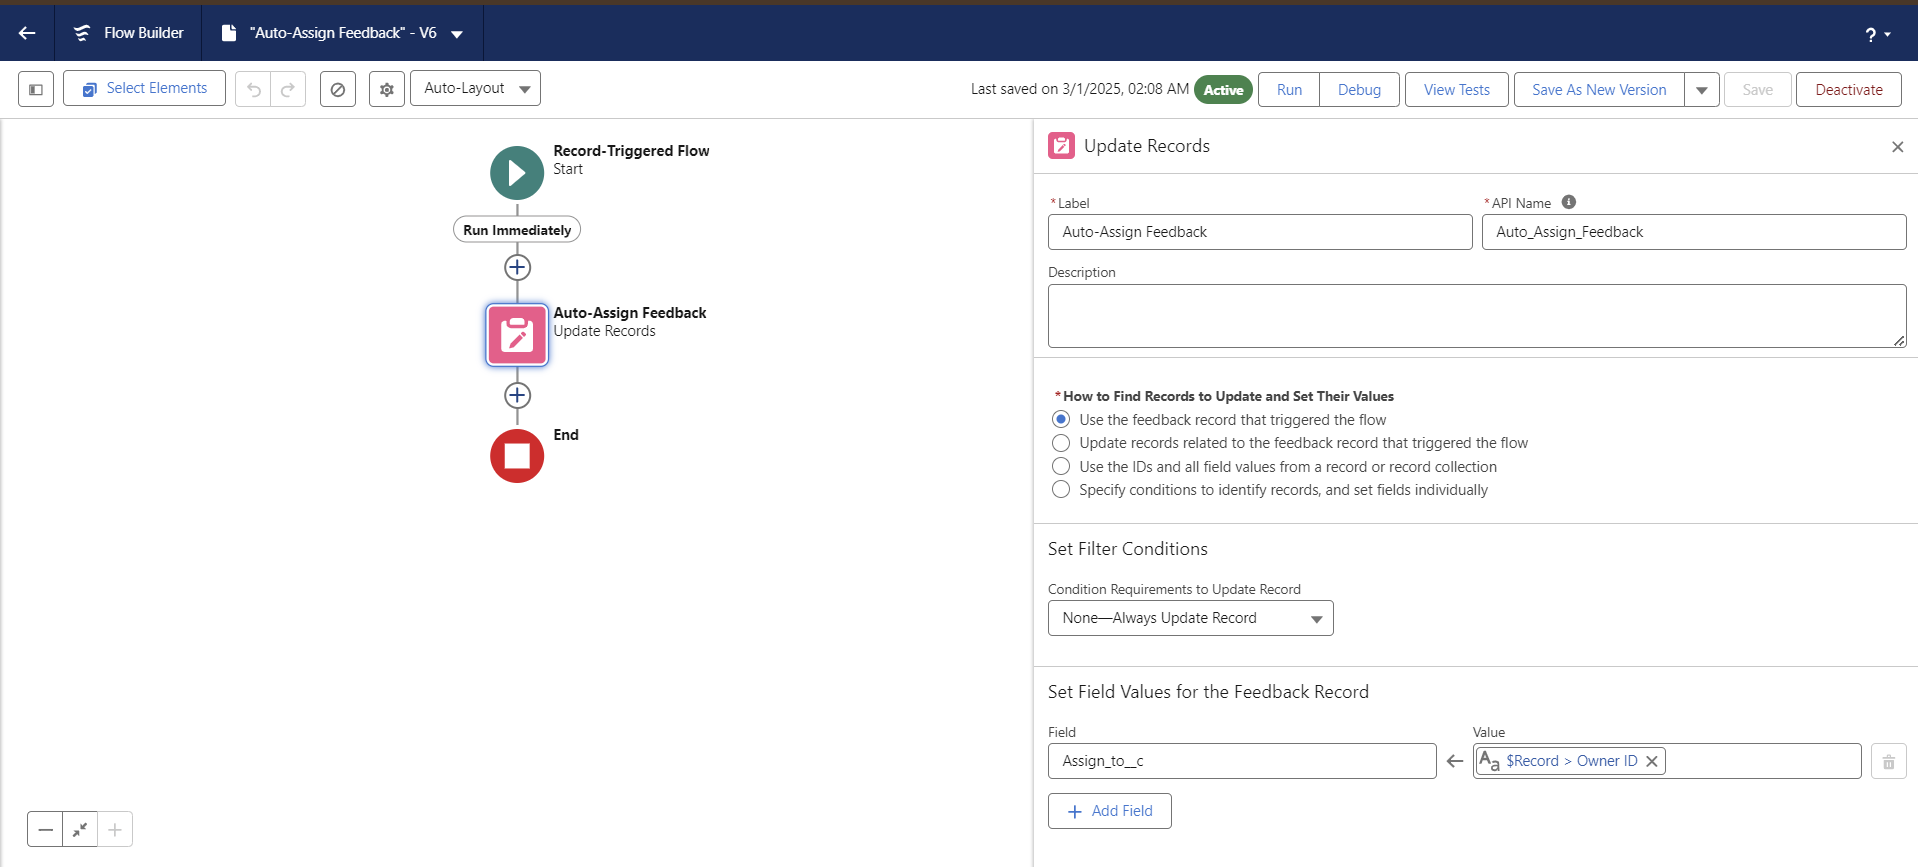 Flow Builder
"Auto-Assign Feedback" - V6
?
Select Elements
Auto-Layout
Last saved on 3/1/2025, 02:08 AM
Active
Run
Debug
View Tests
Save As New Version
Save
Deactivate
Record-Triggered Flow
Start
Run Immediately
Auto-Assign Feedback
Update Records
End
Update Records
* Label
Auto-Assign Feedback
* API Name
Auto_Assign_Feedback
Description
* How to Find Records to Update and Set Their Values
Use the feedback record that triggered the flow
Update records related to the feedback record that triggered the flow
Use the IDs and all field values from a record or record collection
Specify conditions to identify records, and set fields individually
Set Filter Conditions
Condition Requirements to Update Record
None—Always Update Record
Set Field Values for the Feedback Record
Field
Assign_to__c
Value
Aa $Record > Owner ID
Add Field